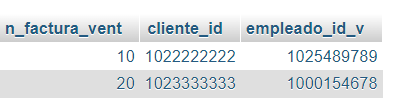 n_factura_vent cliente_id empleado_id_v
10 1022222222 1025489789
20 1023333333 1000154678